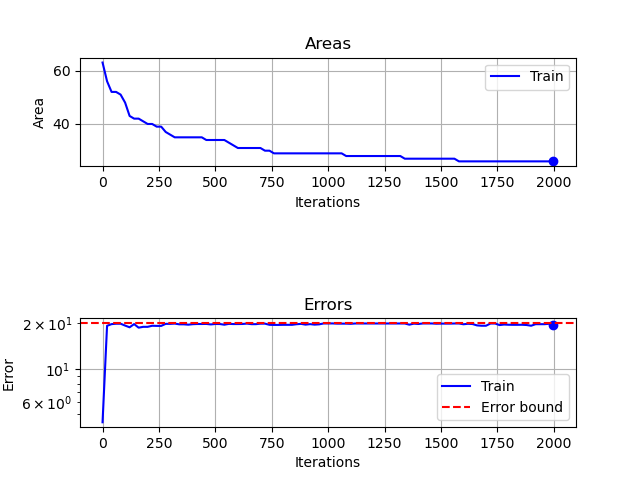 Areas
60
40
Area
Train
0 250 500 750 1000 1250 1500 1750 2000
Iterations
Errors
2 × 10¹
10¹
6 × 10⁰
Error
Train
Error bound
0 250 500 750 1000 1250 1500 1750 2000
Iterations